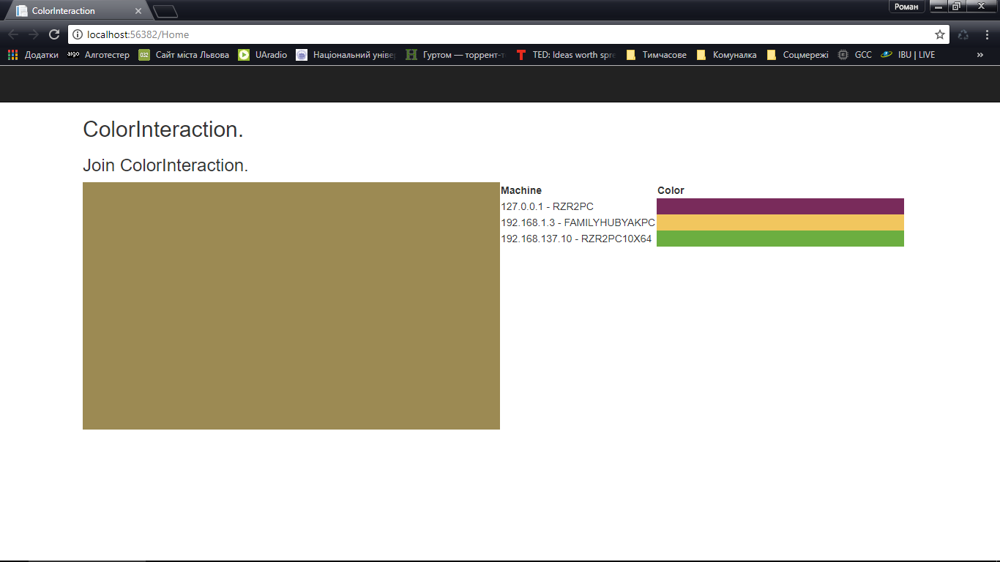 ColorInteraction
Роман
localhost:56382/Home
Додатки
aigo Алготестер
032 Сайт міста Львова
UAradio
Національний універ
H Гуртом — торрент-т
T TED: Ideas worth spre
Тимчасове
Комуналка
Соцмережі
GCC
IBU | LIVE
»
ColorInteraction.
Join ColorInteraction.
Machine Color
127.0.0.1 - RZR2PC
192.168.1.3 - FAMILYHUBYAKPC
192.168.137.10 - RZR2PC10X64